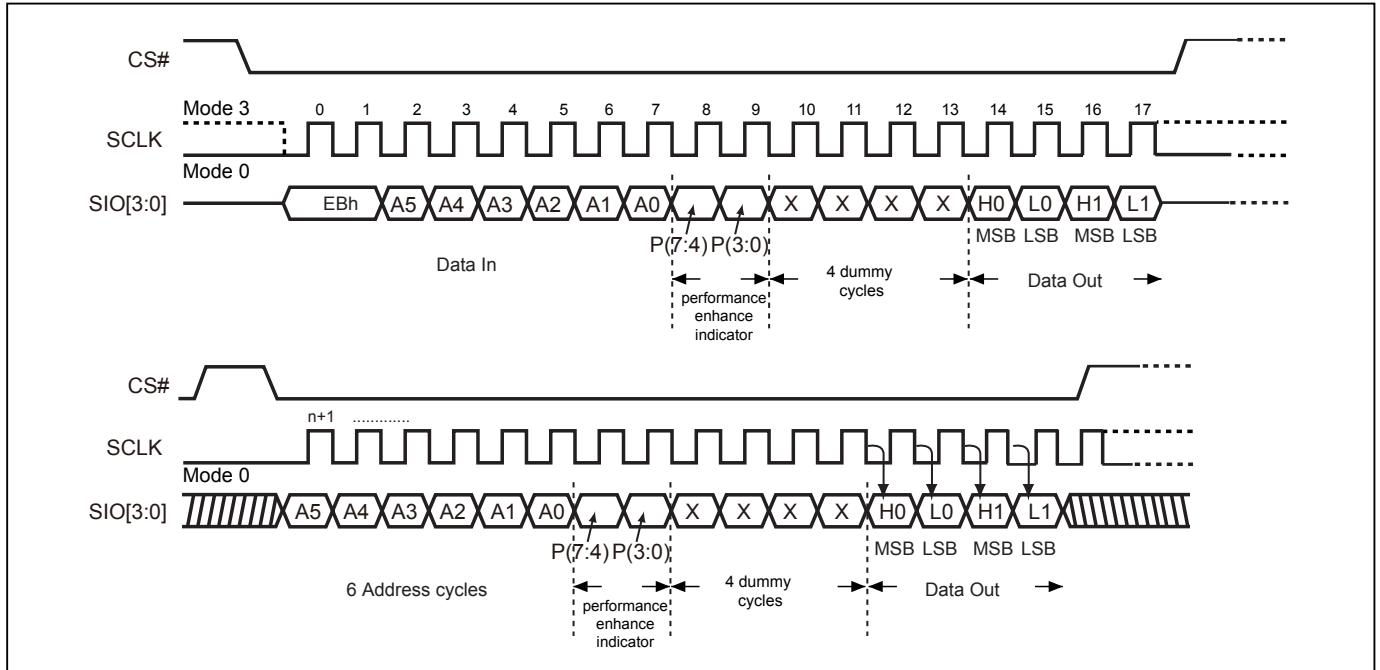 CS#
Mode 3
0 1 2 3 4 5 6 7 8 9 10 11 12 13 14 15 16 17
SCLK
Mode 0
SIO[3:0] EBh A5 A4 A3 A2 A1 A0 X X X X H0 L0 H1 L1
P(7:4) P(3:0) MSB LSB MSB LSB
Data In
4 dummy
cycles
Data Out
performance
enhance
indicator
CS#
n+1 .............
SCLK
Mode 0
SIO[3:0] A5 A4 A3 A2 A1 A0 X X X X H0 L0 H1 L1
P(7:4) P(3:0) MSB LSB MSB LSB
6 Address cycles
4 dummy
cycles
Data Out
performance
enhance
indicator